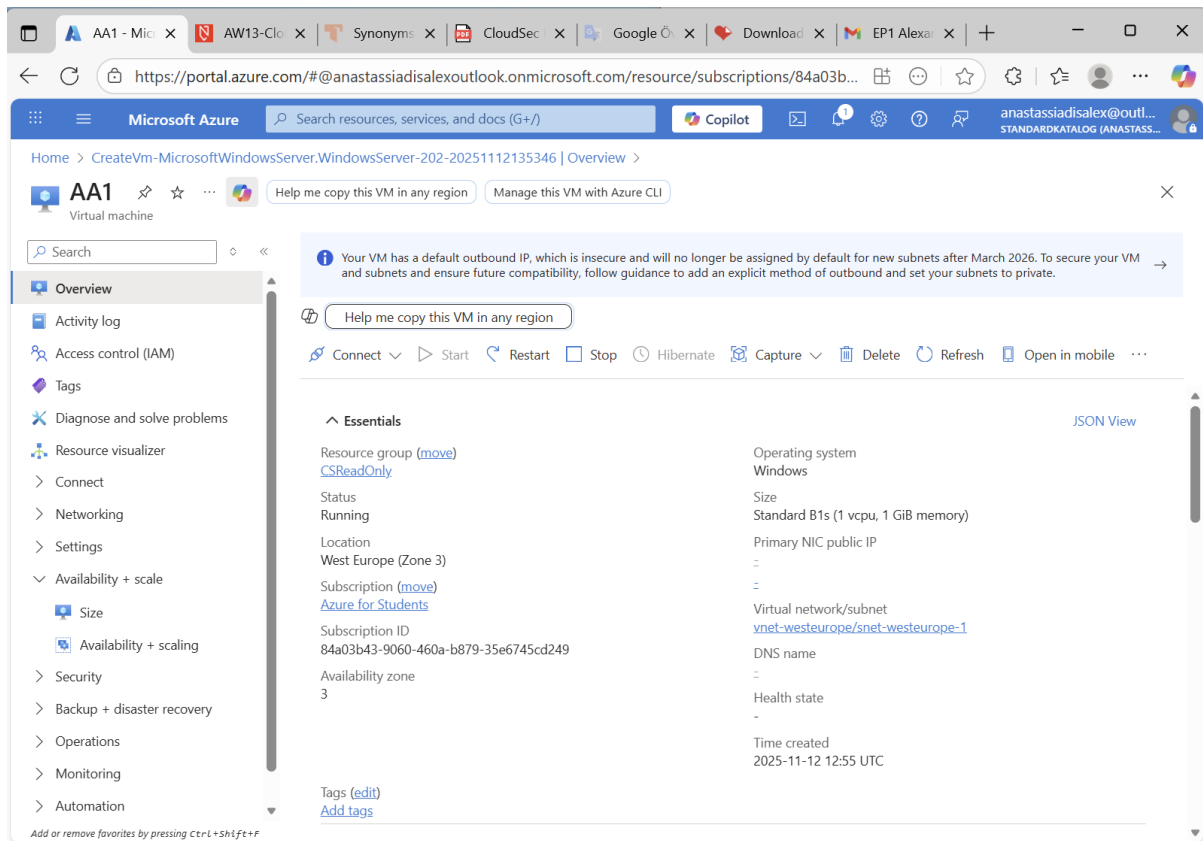 AA1 - Mic
AW13-Clo
Synonyms
CloudSec
Google Öv
Download
EP1 Alexar
https://portal.azure.com/#@anastassiadisalexoutlook.onmicrosoft.com/resource/subscriptions/84a03b...
Microsoft Azure
Search resources, services, and docs (G+/)
Copilot
1
anastassiadisalex@outl...
STANDARDKATALOG (ANASTASS...
Home > CreateVm-MicrosoftWindowsServer.WindowsServer-202-20251112135346 | Overview >
AA1
Help me copy this VM in any region
Manage this VM with Azure CLI
Virtual machine
Search
Overview
Activity log
Access control (IAM)
Tags
Diagnose and solve problems
Resource visualizer
Connect
Networking
Settings
Availability + scale
Size
Availability + scaling
Security
Backup + disaster recovery
Operations
Monitoring
Automation
Add or remove favorites by pressing Ctrl+Shift+F
Your VM has a default outbound IP, which is insecure and will no longer be assigned by default for new subnets after March 2026. To secure your VM
and subnets and ensure future compatibility, follow guidance to add an explicit method of outbound and set your subnets to private.
Help me copy this VM in any region
Connect Start Restart Stop Hibernate Capture Delete Refresh Open in mobile ...
Essentials
JSON View
Resource group (move)
CSReadOnly
Status
Running
Location
West Europe (Zone 3)
Subscription (move)
Azure for Students
Subscription ID
84a03b43-9060-460a-b879-35e6745cd249
Availability zone
3
Operating system
Windows
Size
Standard B1s (1 vcpu, 1 GiB memory)
Primary NIC public IP
-
-
Virtual network/subnet
vnet-westeurope/snet-westeurope-1
DNS name
-
Health state
-
Time created
2025-11-12 12:55 UTC
Tags (edit)
Add tags